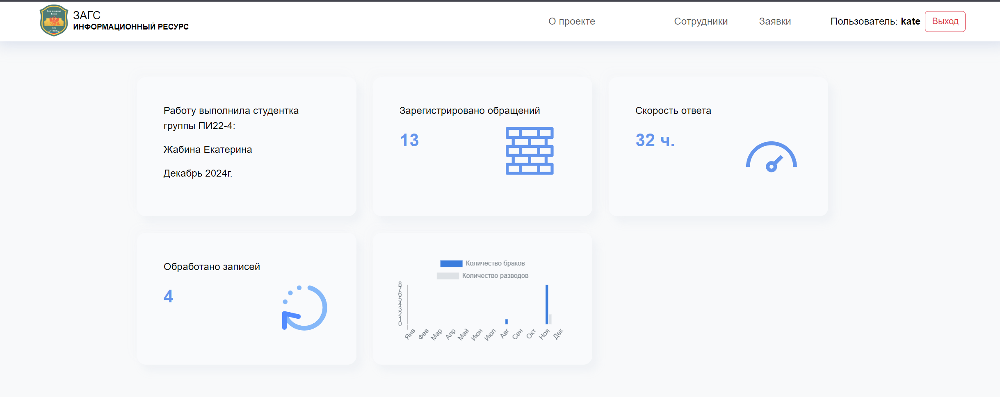 ЗАГС
ИНФОРМАЦИОННЫЙ РЕСУРС
О проекте
Сотрудники
Заявки
Пользователь: kate
Выход
Работу выполнила студентка
группы ПИ22-4:
Жабина Екатерина
Декабрь 2024г.
Зарегистрировано обращений
13
Скорость ответа
32 ч.
Обработано записей
4
Количество браков
Количество разводов
8
7
6
5
4
3
2
1
0
Янв Фев Мар Апр Май Июн Июл Авг Сен Окт Ноя Дек